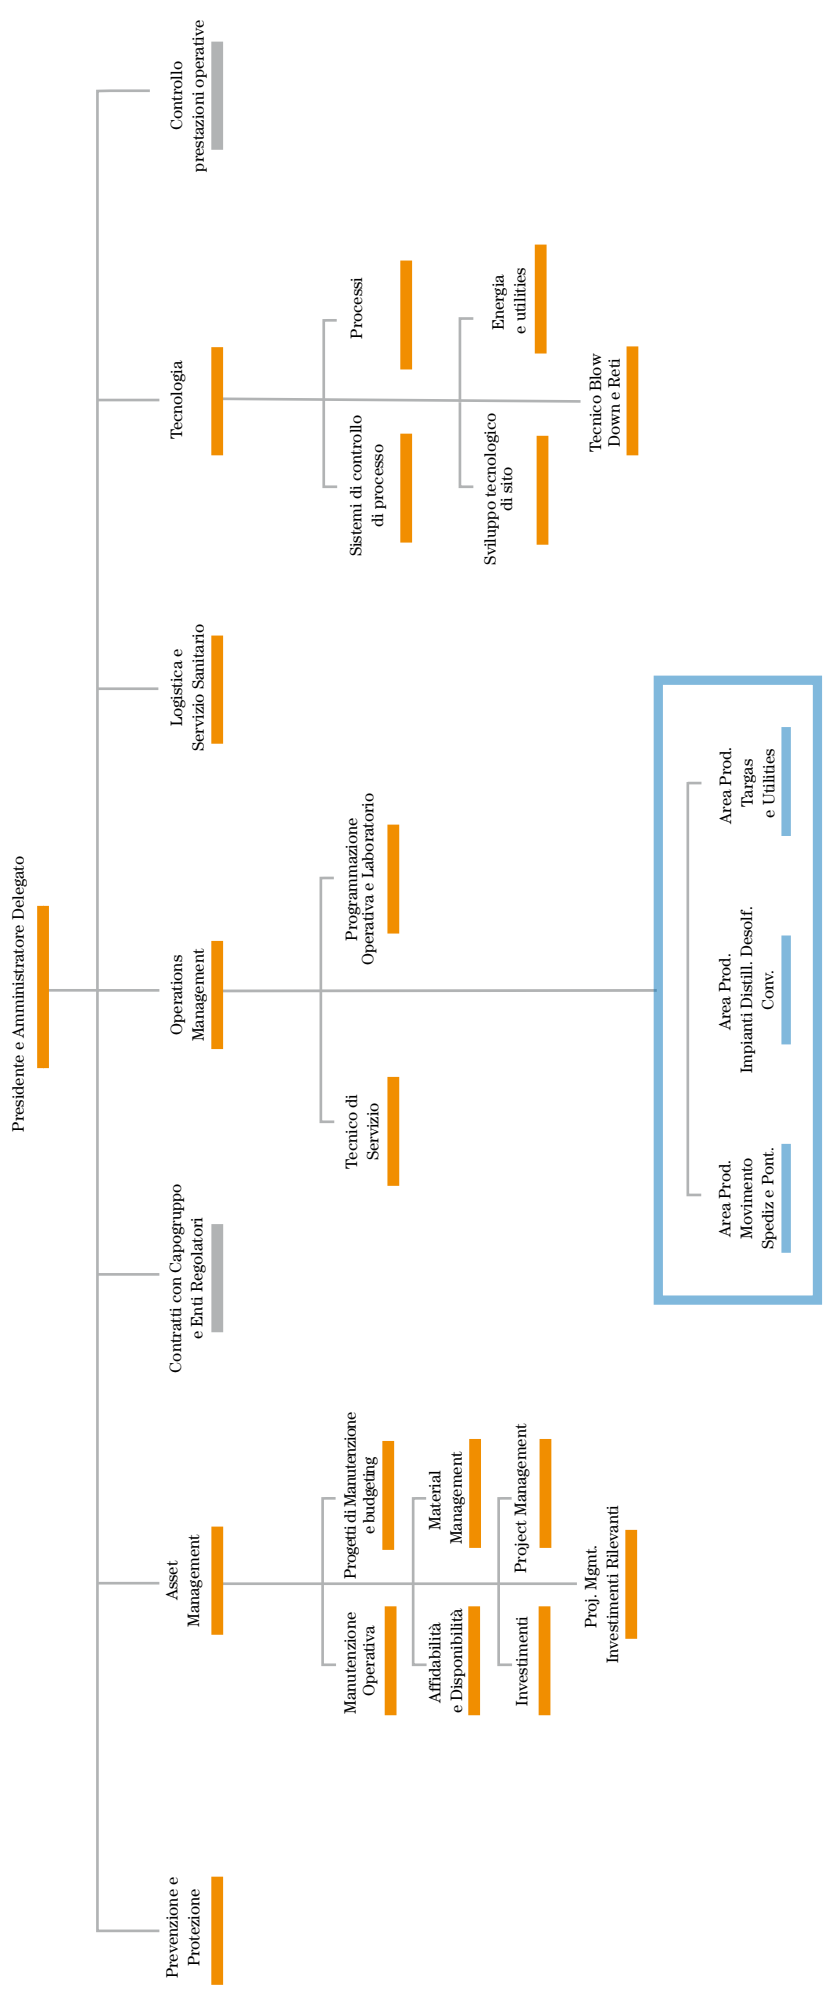 Presidente e Amministratore Delegato
Prevenzione e
Protezione
Asset
Management
Contratti con Capogruppo
e Enti Regolatori
Operations
Management
Logistica e
Servizio Sanitario
Tecnologia
Controllo
prestazioni operative
Manutenzione
Operativa
Progetti di Manutenzione
e budgeting
Affidabilità
e Disponibilità
Material
Management
Investimenti
Project Management
Proj. Mgmt.
Investimenti Rilevanti
Tecnico di
Servizio
Programmazione
Operativa e Laboratorio
Sistemi di controllo
di processo
Processi
Sviluppo tecnologico
di sito
Energia
e utilities
Tecnico Blow
Down e Reti
Area Prod.
Movimento
Spediz e Pont.
Area Prod.
Impianti Distill. Desolf.
Conv.
Area Prod.
Targas
e Utilities